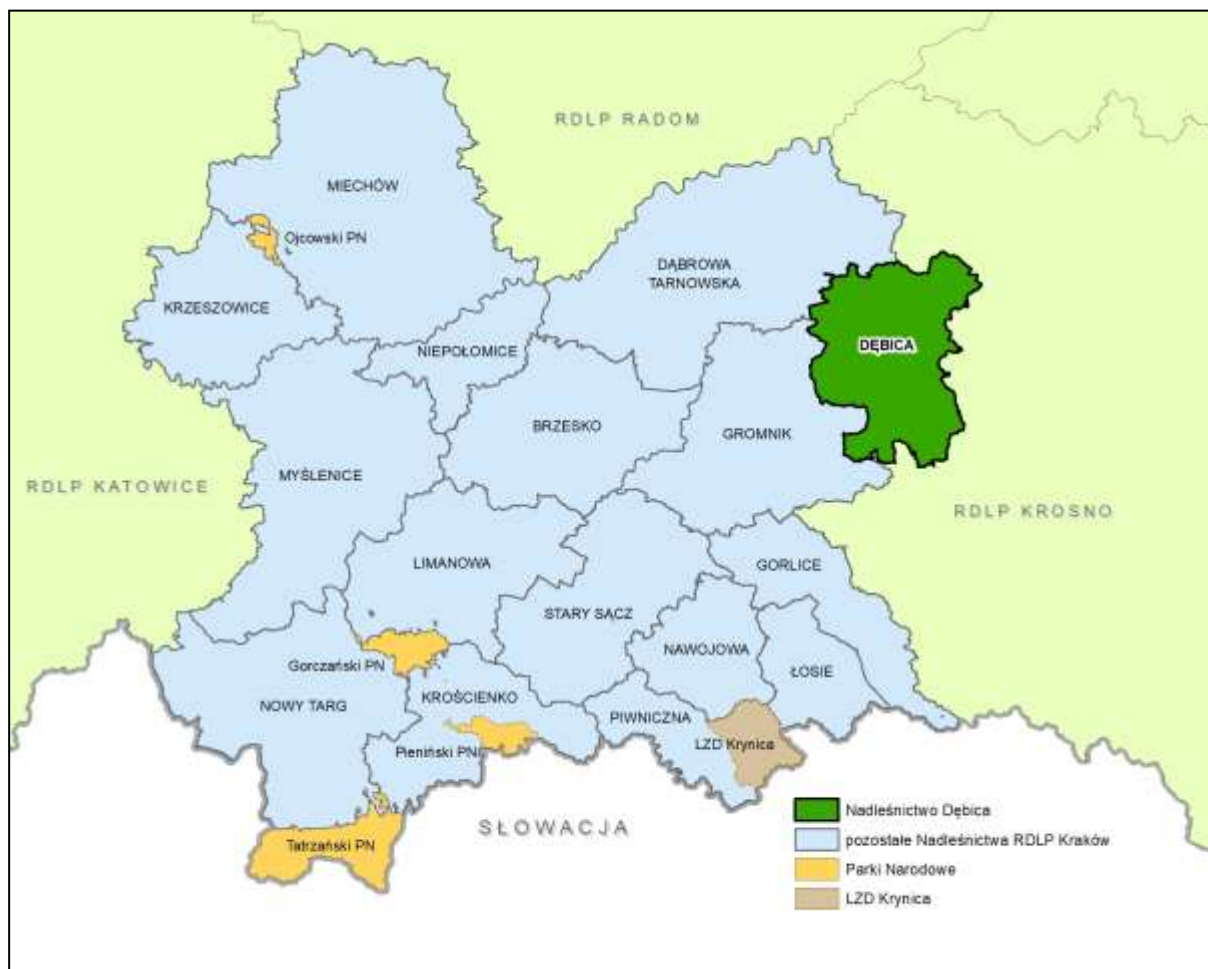 RDLP RADOM
MIECHÓW
Ojcowski PN
DĄBROWA
TARNOWSKA
KRZESZOWICE
DĘBICA
NIEPOŁOMICE
BRZESKO
GROMNIK
MYŚLENICE
RDLP KATOWICE
RDLP KROSNO
LIMANOWA
GORLICE
STARY SĄCZ
NAWOJOWA
Gorczański PN
ŁOSIE
KROŚCIENKO
NOWY TARG
PIWNICZNA
Pieniński PN
LZD Krynica
SŁOWACJA
Tatrzański PN
Nadleśnictwo Dębica
pozostałe Nadleśnictwa RDLP Kraków
Parki Narodowe
LZD Krynica